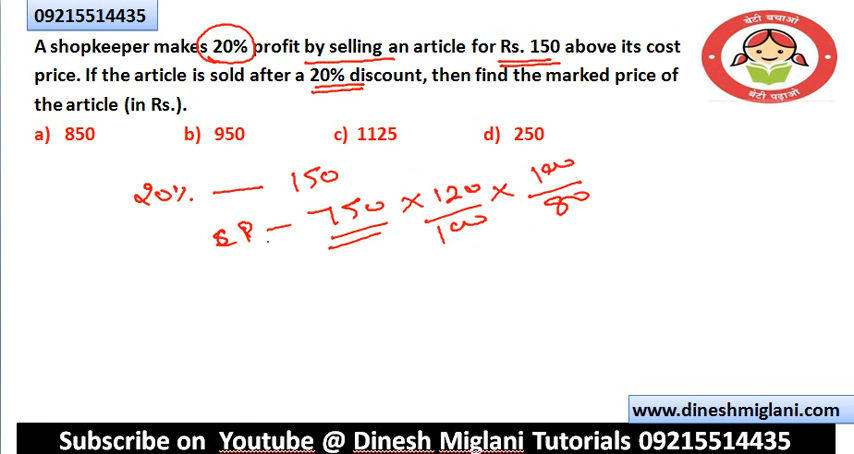 09215514435
बेटी बचाओ
A shopkeeper makes 20% profit by selling an article for Rs. 150 above its cost
price. If the article is sold after a 20% discount, then find the marked price of
the article (in Rs.).
बेटी पढ़ाओ
a) 850 b) 950 c) 1125 d) 250
20% — 150
SP — 750 × 120/100 × 100/80
www.dineshmiglani.com
Subscribe on Youtube @ Dinesh Miglani Tutorials 09215514435